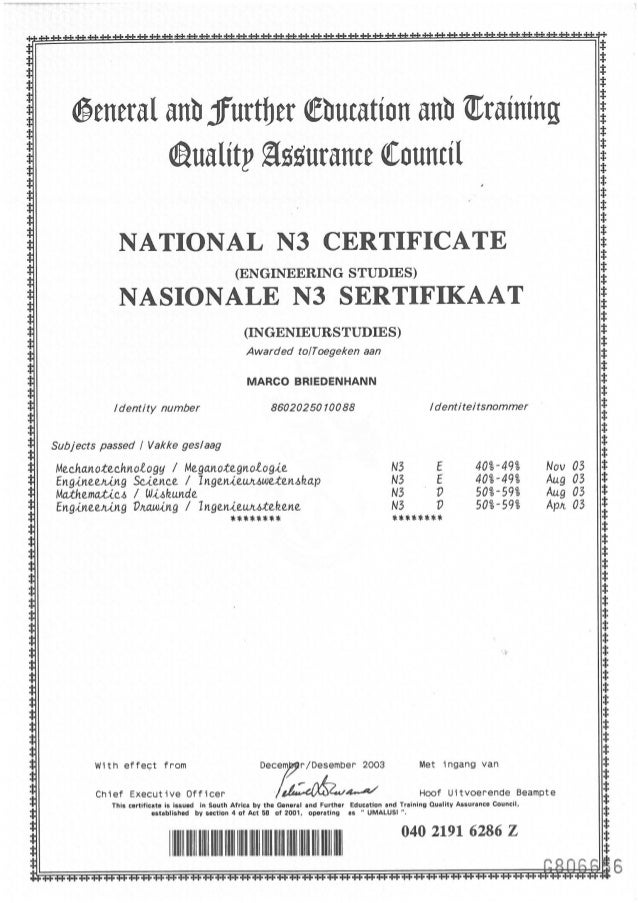 General and Further Education and Training
Quality Assurance Council
NATIONAL N3 CERTIFICATE
(ENGINEERING STUDIES)
NASIONALE N3 SERTIFIKAAT
(INGENIEURSTUDIES)
Awarded to/Toegeken aan
MARCO BRIEDENHANN
Identity number 8602025010088 Identiteitsnommer
Subjects passed / Vakke geslaag
Mechanotechnology / Meganotegnologie N3 E 40%-49% Nov 03
Engineering Science / Ingenieurswetenskap N3 E 40%-49% Aug 03
Mathematics / Wiskunde N3 D 50%-59% Aug 03
Engineering Drawing / Ingenieurstekene N3 D 50%-59% Apr 03
******** ********
With effect from December/Desember 2003 Met ingang van
Chief Executive Officer Hoof Uitvoerende Beampte
This certificate is issued in South Africa by the General and Further Education and Training Quality Assurance Council,
established by section 4 of Act 58 of 2001, operating as " UMALUSI ".
040 2191 6286 Z